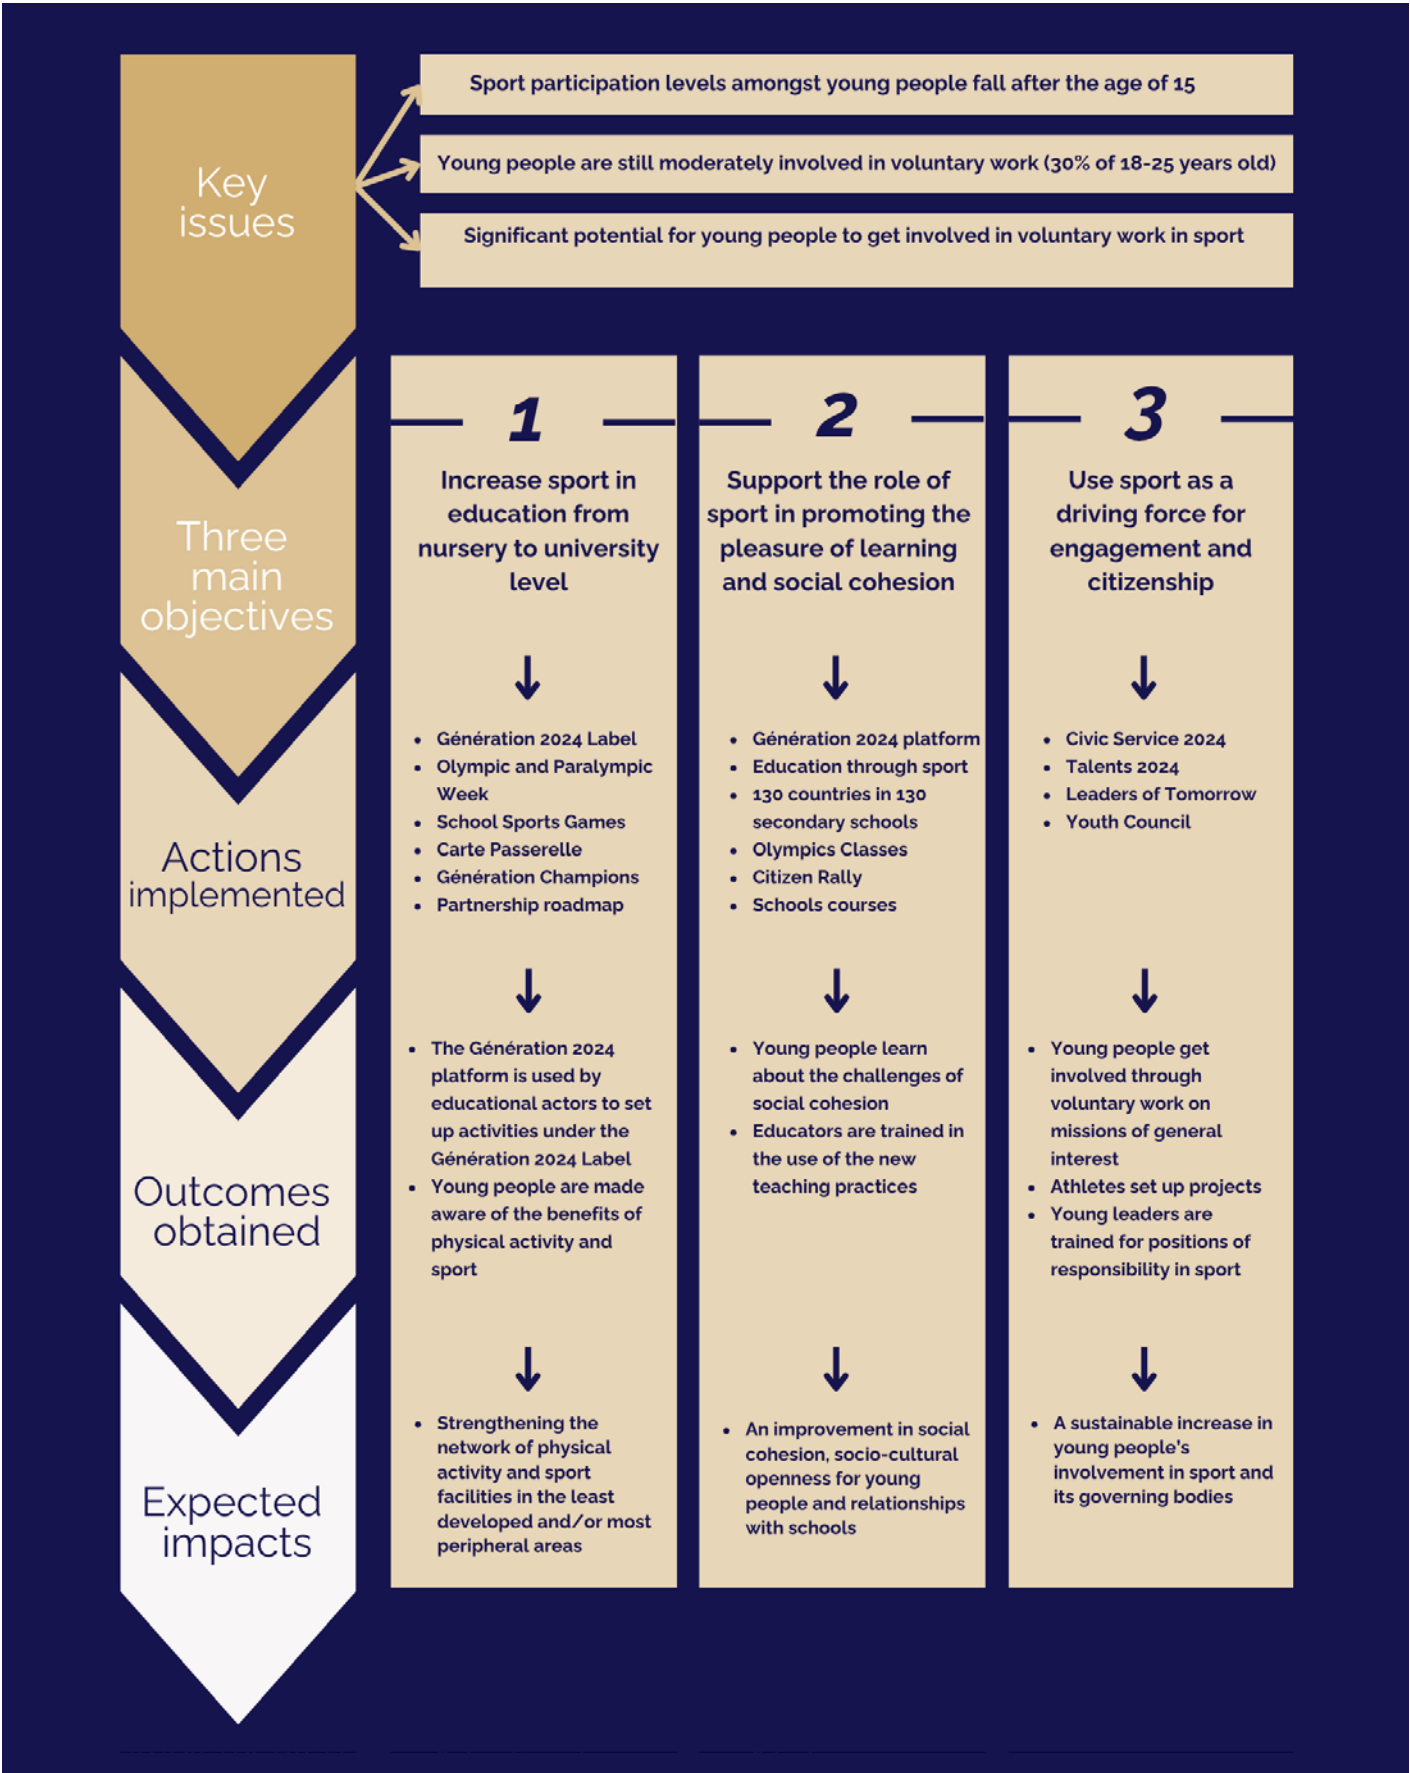 Key
issues
Sport participation levels amongst young people fall after the age of 15
Young people are still moderately involved in voluntary work (30% of 18-25 years old)
Significant potential for young people to get involved in voluntary work in sport
Three
main
objectives
1
Increase sport in
education from
nursery to university
level
2
Support the role of
sport in promoting the
pleasure of learning
and social cohesion
3
Use sport as a
driving force for
engagement and
citizenship
Actions
implemented
• Génération 2024 Label
• Olympic and Paralympic
Week
• School Sports Games
• Carte Passerelle
• Génération Champions
• Partnership roadmap
• Génération 2024 platform
• Education through sport
• 130 countries in 130
secondary schools
• Olympics Classes
• Citizen Rally
• Schools courses
• Civic Service 2024
• Talents 2024
• Leaders of Tomorrow
• Youth Council
Outcomes
obtained
• The Génération 2024
platform is used by
educational actors to set
up activities under the
Génération 2024 Label
• Young people are made
aware of the benefits of
physical activity and
sport
• Young people learn
about the challenges of
social cohesion
• Educators are trained in
the use of the new
teaching practices
• Young people get
involved through
voluntary work on
missions of general
interest
• Athletes set up projects
• Young leaders are
trained for positions of
responsibility in sport
Expected
impacts
• Strengthening the
network of physical
activity and sport
facilities in the least
developed and/or most
peripheral areas
• An improvement in social
cohesion, socio-cultural
openness for young
people and relationships
with schools
• A sustainable increase in
young people's
involvement in sport and
its governing bodies